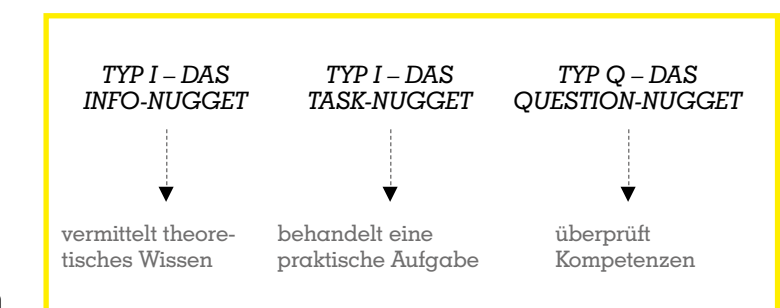 TYP I – DAS
INFO-NUGGET
TYP I – DAS
TASK-NUGGET
TYP Q – DAS
QUESTION-NUGGET
vermittelt theore-
tisches Wissen
behandelt eine
praktische Aufgabe
überprüft
Kompetenzen